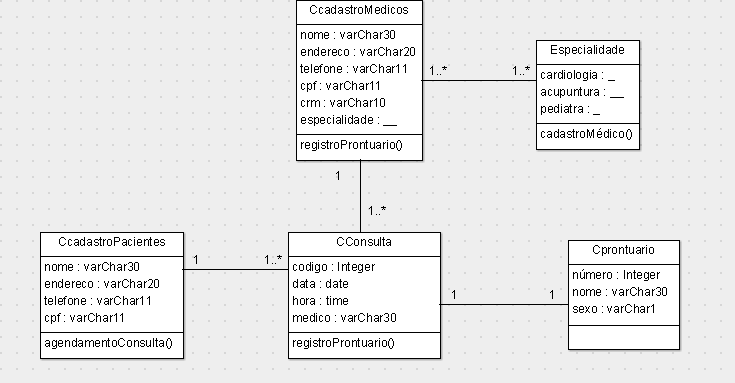 CcadastroMedicos
nome : varChar30
endereco : varChar20
telefone : varChar11
cpf : varChar11
crm : varChar10
especialidade : __
registroProntuario()
1..*
1..*
Especialidade
cardiologia : _
acupuntura : __
pediatra : _
cadastroMédico()
1
1..*
CcadastroPacientes
nome : varChar30
endereco : varChar20
telefone : varChar11
cpf : varChar11
agendamentoConsulta()
1
1..*
CConsulta
codigo : Integer
data : date
hora : time
medico : varChar30
registroProntuario()
1
1
Cprontuario
número : Integer
nome : varChar30
sexo : varChar1